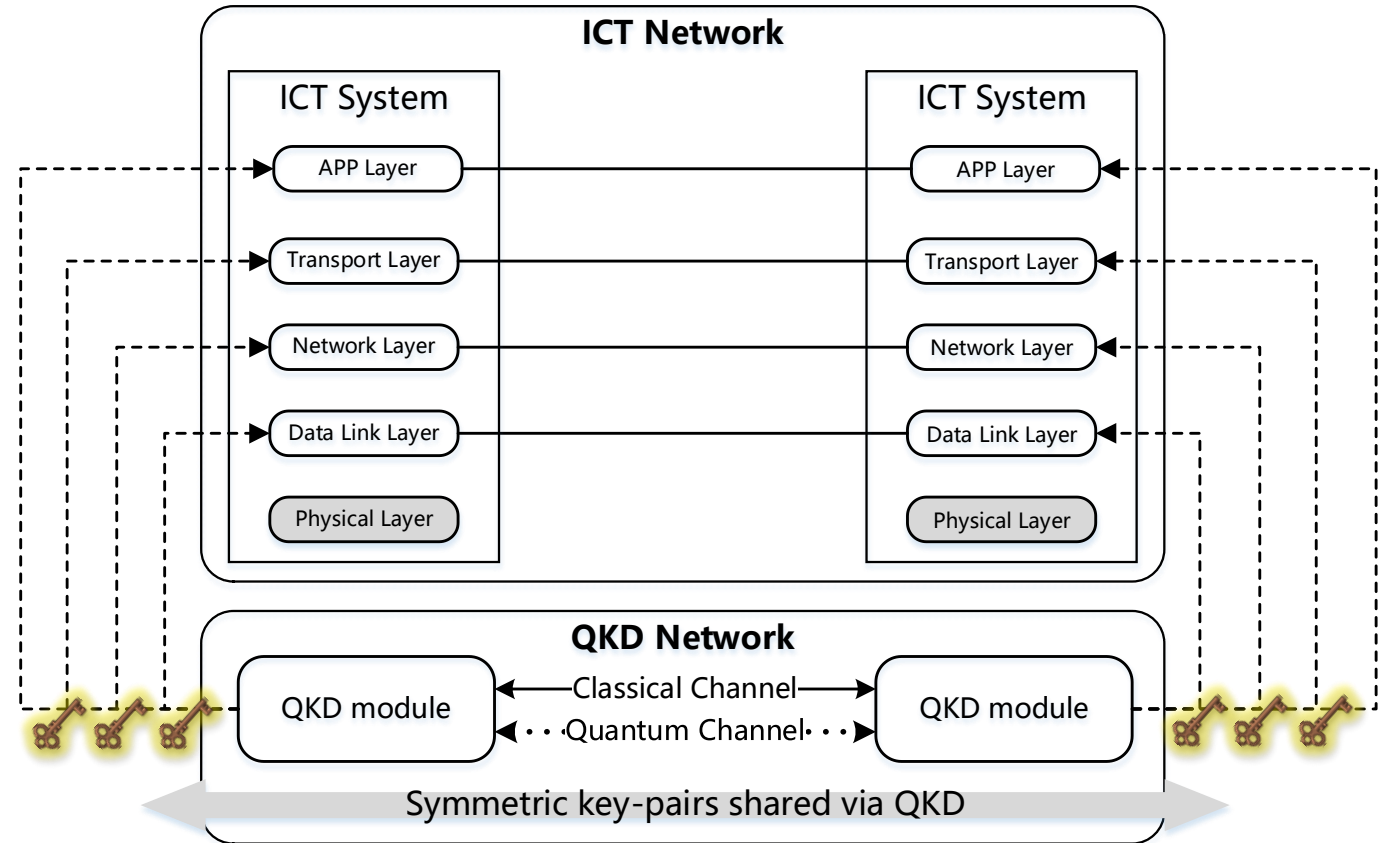 ICT Network
ICT System
ICT System
APP Layer
APP Layer
Transport Layer
Transport Layer
Network Layer
Network Layer
Data Link Layer
Data Link Layer
Physical Layer
Physical Layer
QKD Network
QKD module
Classical Channel
Quantum Channel
QKD module
Symmetric key-pairs shared via QKD